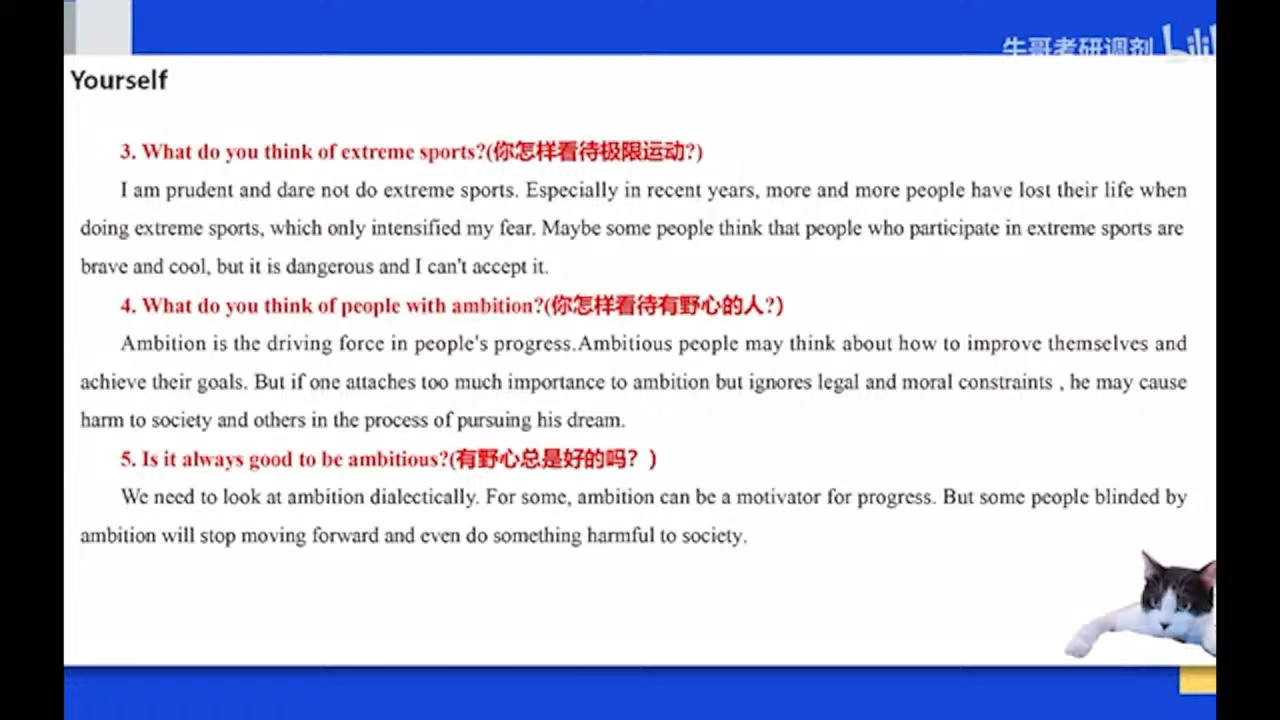 牛哥考研调剂 bili
Yourself
3. What do you think of extreme sports?(你怎样看待极限运动?)
I am prudent and dare not do extreme sports. Especially in recent years, more and more people have lost their life when
doing extreme sports, which only intensified my fear. Maybe some people think that people who participate in extreme sports are
brave and cool, but it is dangerous and I can't accept it.
4. What do you think of people with ambition?(你怎样看待有野心的人?)
Ambition is the driving force in people's progress.Ambitious people may think about how to improve themselves and
achieve their goals. But if one attaches too much importance to ambition but ignores legal and moral constraints , he may cause
harm to society and others in the process of pursuing his dream.
5. Is it always good to be ambitious?(有野心总是好的吗？)
We need to look at ambition dialectically. For some, ambition can be a motivator for progress. But some people blinded by
ambition will stop moving forward and even do something harmful to society.